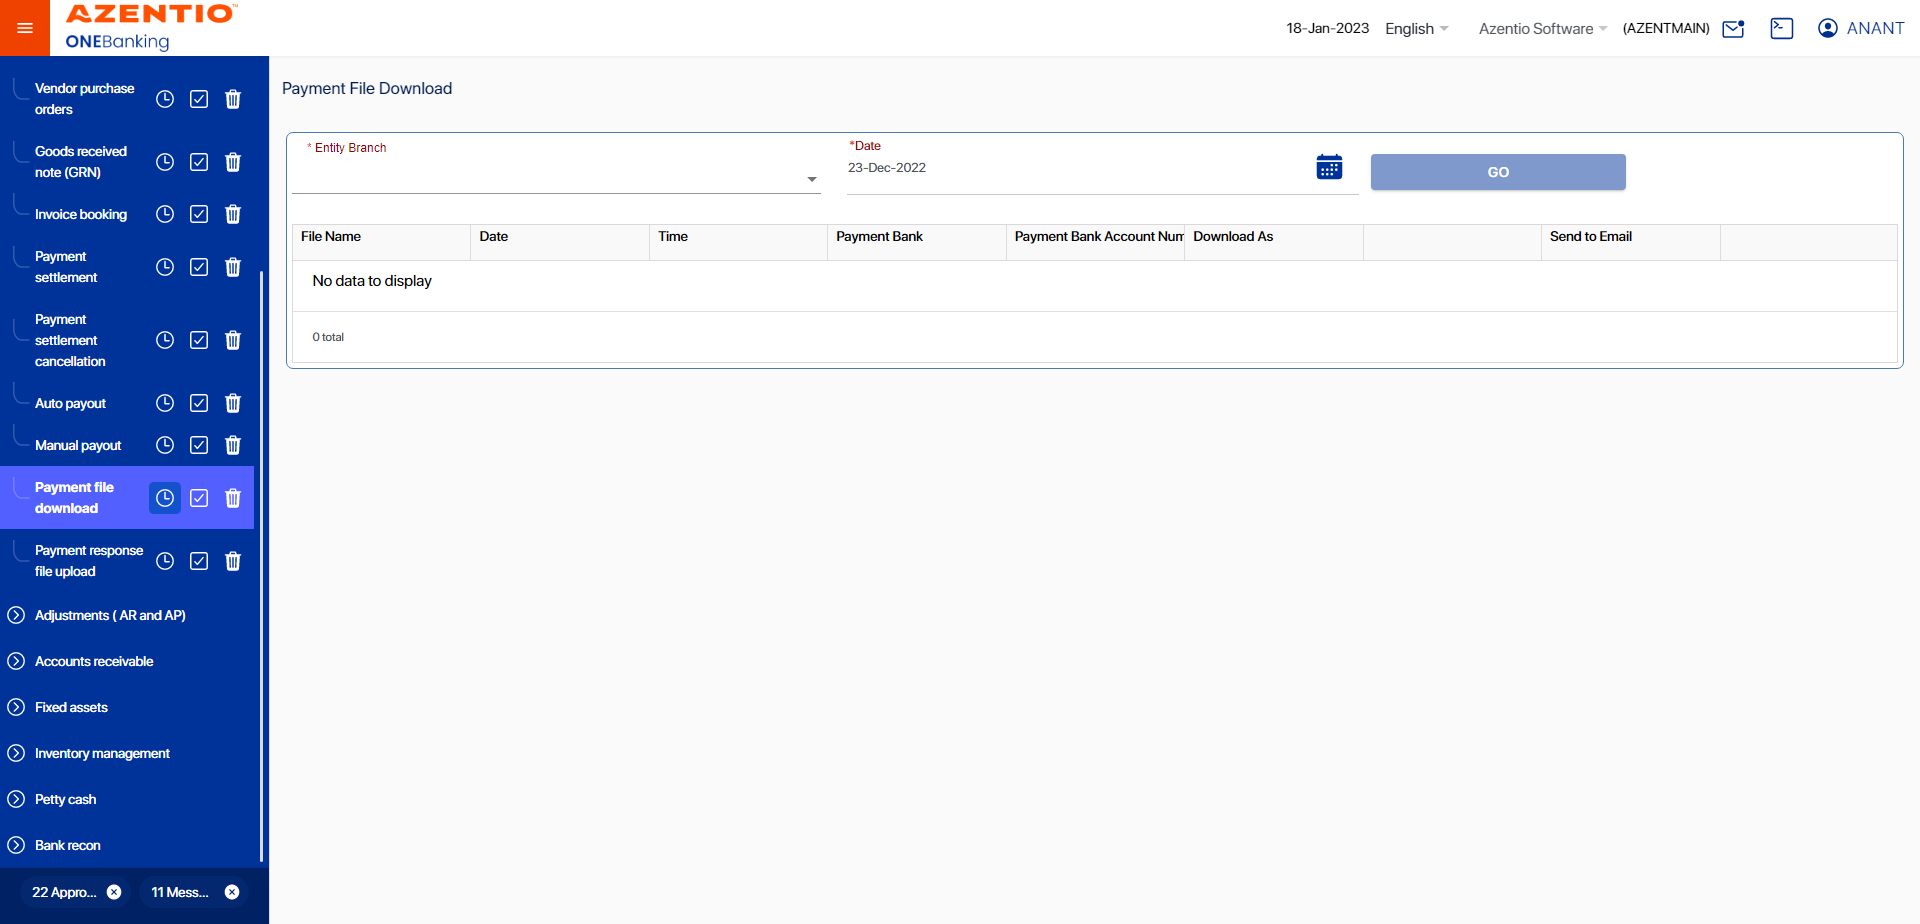 AZENTIO™
ONEBanking
18-Jan-2023 English Azentio Software (AZENTMAIN) ANANT
Vendor purchase
orders
Goods received
note (GRN)
Invoice booking
Payment
settlement
Payment
settlement
cancellation
Auto payout
Manual payout
Payment file
download
Payment response
file upload
Adjustments ( AR and AP)
Accounts receivable
Fixed assets
Inventory management
Petty cash
Bank recon
22 Appro...
11 Mess...
Payment File Download
* Entity Branch
*Date
23-Dec-2022
GO
File Name Date Time Payment Bank Payment Bank Account Num Download As Send to Email
No data to display
0 total